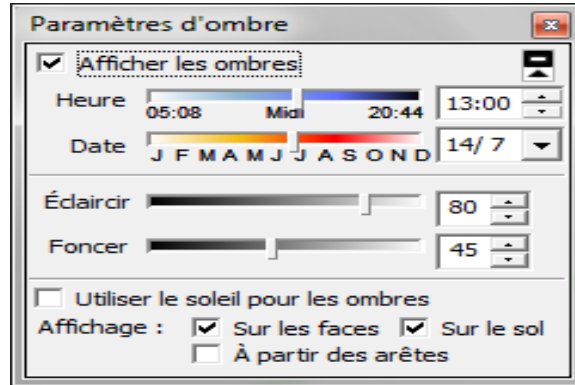 Paramètres d'ombre
Afficher les ombres
Heure 05:08 Midi 20:44 13:00
Date J F M A M J J A S O N D 14/ 7
Éclaircir 80
Foncer 45
Utiliser le soleil pour les ombres
Affichage : Sur les faces Sur le sol
À partir des arêtes